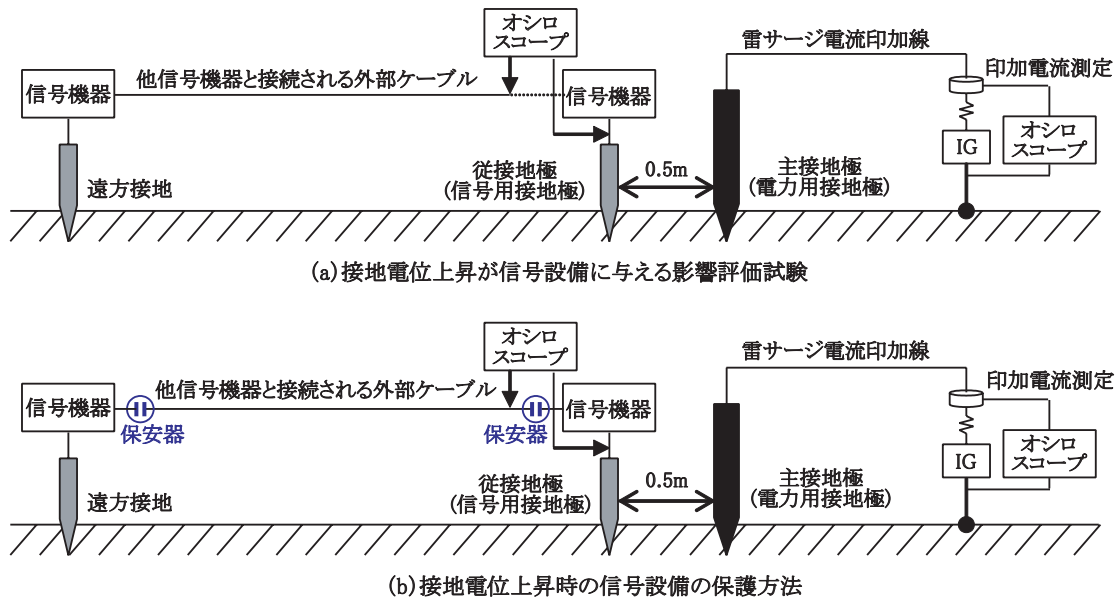 オシロ
スコープ
雷サージ電流印加線
印加電流測定
他信号機器と接続される外部ケーブル
信号機器
信号機器
オシロ
スコープ
IG
遠方接地
従接地極
(信号用接地極)
0.5m
主接地極
(電力用接地極)
(a)接地電位上昇が信号設備に与える影響評価試験
オシロ
スコープ
雷サージ電流印加線
印加電流測定
他信号機器と接続される外部ケーブル
信号機器
信号機器
保安器
保安器
オシロ
スコープ
IG
遠方接地
従接地極
(信号用接地極)
0.5m
主接地極
(電力用接地極)
(b)接地電位上昇時の信号設備の保護方法